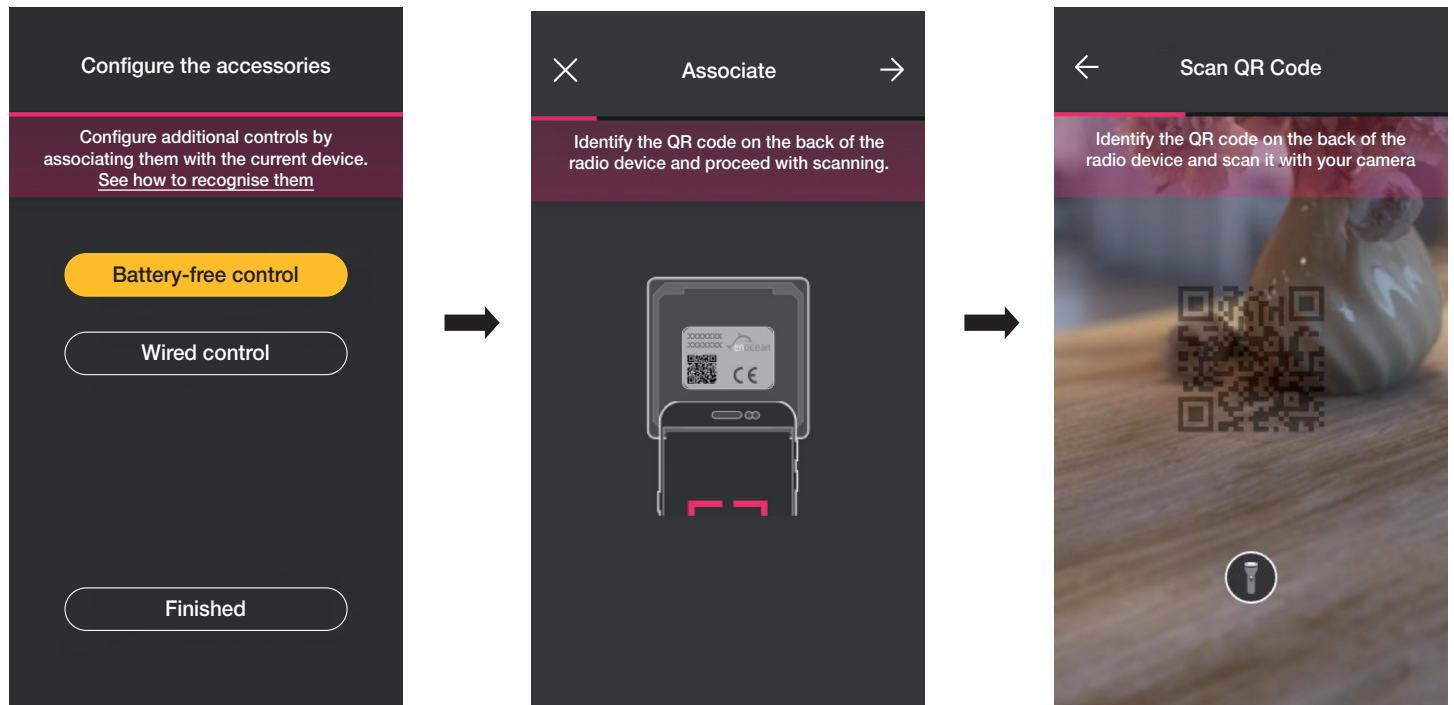 Configure the accessories
Configure additional controls by
associating them with the current device.
See how to recognise them
Battery-free control
Wired control
Finished
Associate
Identify the QR code on the back of the
radio device and proceed with scanning.
XXXXXXX
XXXXXXX
enocean
CE
Scan QR Code
Identify the QR code on the back of the
radio device and scan it with your camera